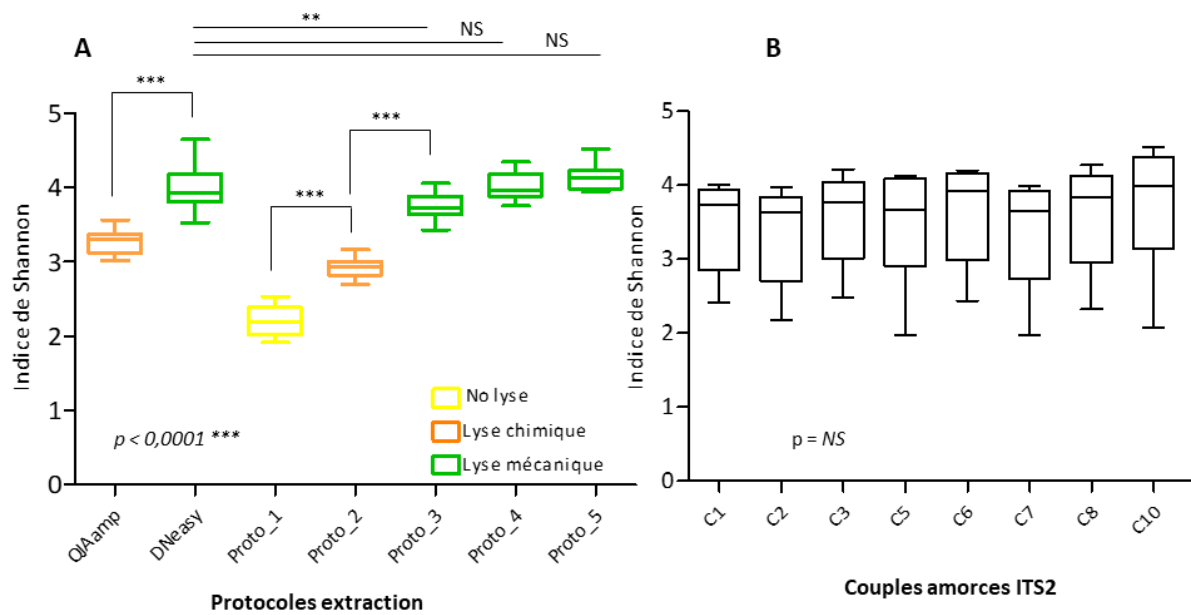 A
**
NS
NS
***
***
***
Indice de Shannon
5
4
3
2
1
0
No lyse
Lyse chimique
Lyse mécanique
p < 0,0001 ***
QIAamp
DNeasy
Proto_1
Proto_2
Proto_3
Proto_4
Proto_5
Protocoles extraction
B
Indice de Shannon
5
4
3
2
1
0
p = NS
C1
C2
C3
C5
C6
C7
C8
C10
Couples amorces ITS2